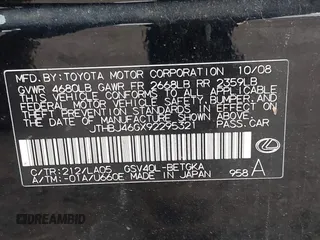 MFD.BY:TOYOTA MOTOR CORPORATION 10/08
GVWR 4680LB GAWR FR 2668LB RR 2359LB
THIS VEHICLE CONFORMS TO ALL APPLICABLE FED-
ERAL MOTOR VEHICLE SAFETY, BUMPER, AND
THEFT PREVENTION STANDARDS IN EFFECT ON
THE DATE OF MANUFACTURE SHOWN ABOVE.
JTHBJ46GX92295321 PASS.CAR
C/TR:212/LA05 GSV40L-BETGKA
A/TM:-01A/U660E MADE IN JAPAN 958 A
DREAMBID